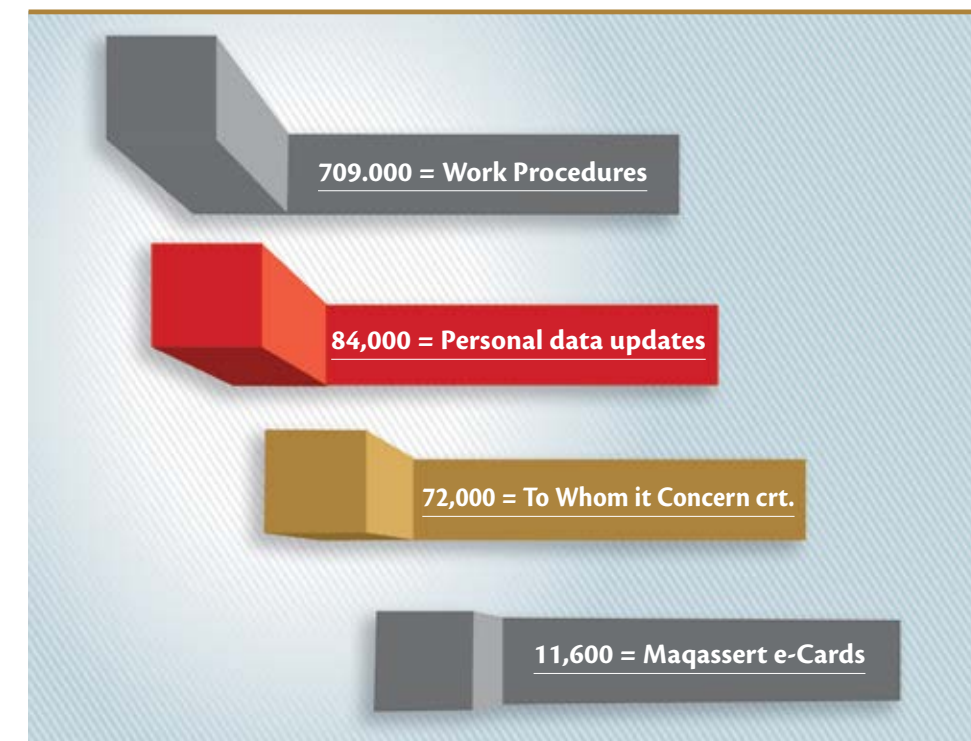 709.000 = Work Procedures
84,000 = Personal data updates
72,000 = To Whom it Concern crt.
11,600 = Maqassert e-Cards